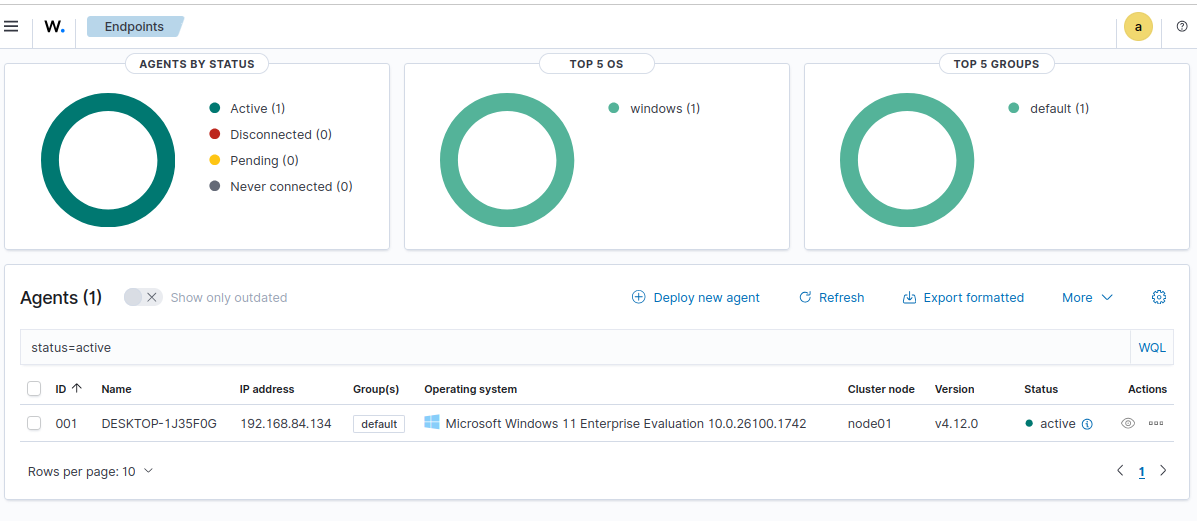 W. Endpoints a
AGENTS BY STATUS
Active (1)
Disconnected (0)
Pending (0)
Never connected (0)
TOP 5 OS
windows (1)
TOP 5 GROUPS
default (1)
Agents (1) Show only outdated Deploy new agent Refresh Export formatted More
status=active WQL
ID Name IP address Group(s) Operating system Cluster node Version Status Actions
001 DESKTOP-1J35F0G 192.168.84.134 default Microsoft Windows 11 Enterprise Evaluation 10.0.26100.1742 node01 v4.12.0 active
Rows per page: 10 1